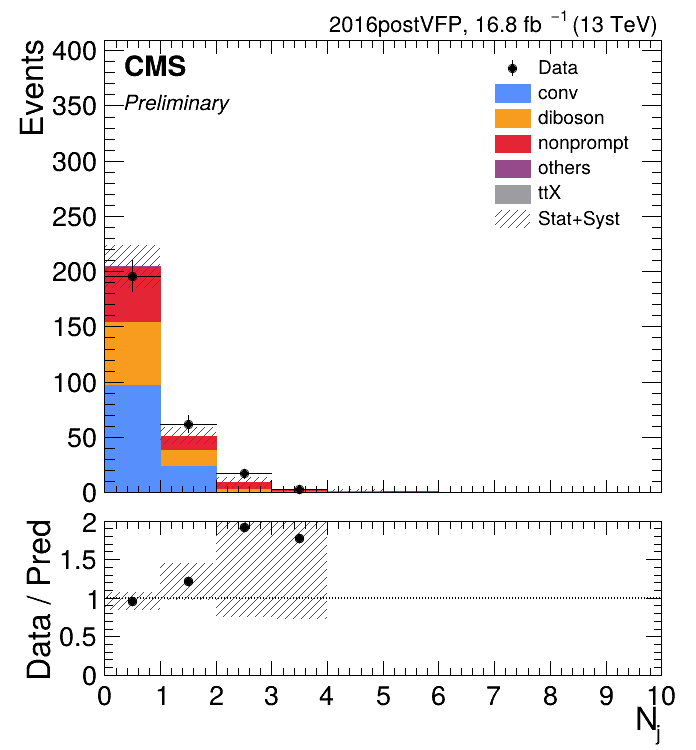 2016postVFP, 16.8 fb ⁻¹ (13 TeV)
Events
400
350
300
250
200
150
100
50
0
CMS
Preliminary
Data
conv
diboson
nonprompt
others
ttX
Stat+Syst
Data / Pred
2
1.5
1
0.5
0
0 1 2 3 4 5 6 7 8 9 10
N_j